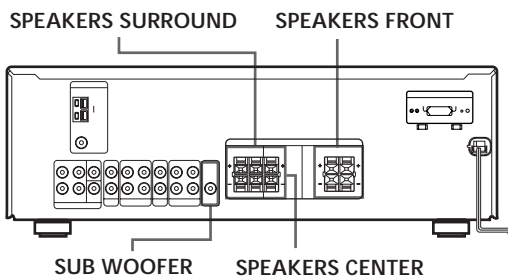 SPEAKERS SURROUND
SPEAKERS FRONT
SUB WOOFER
SPEAKERS CENTER